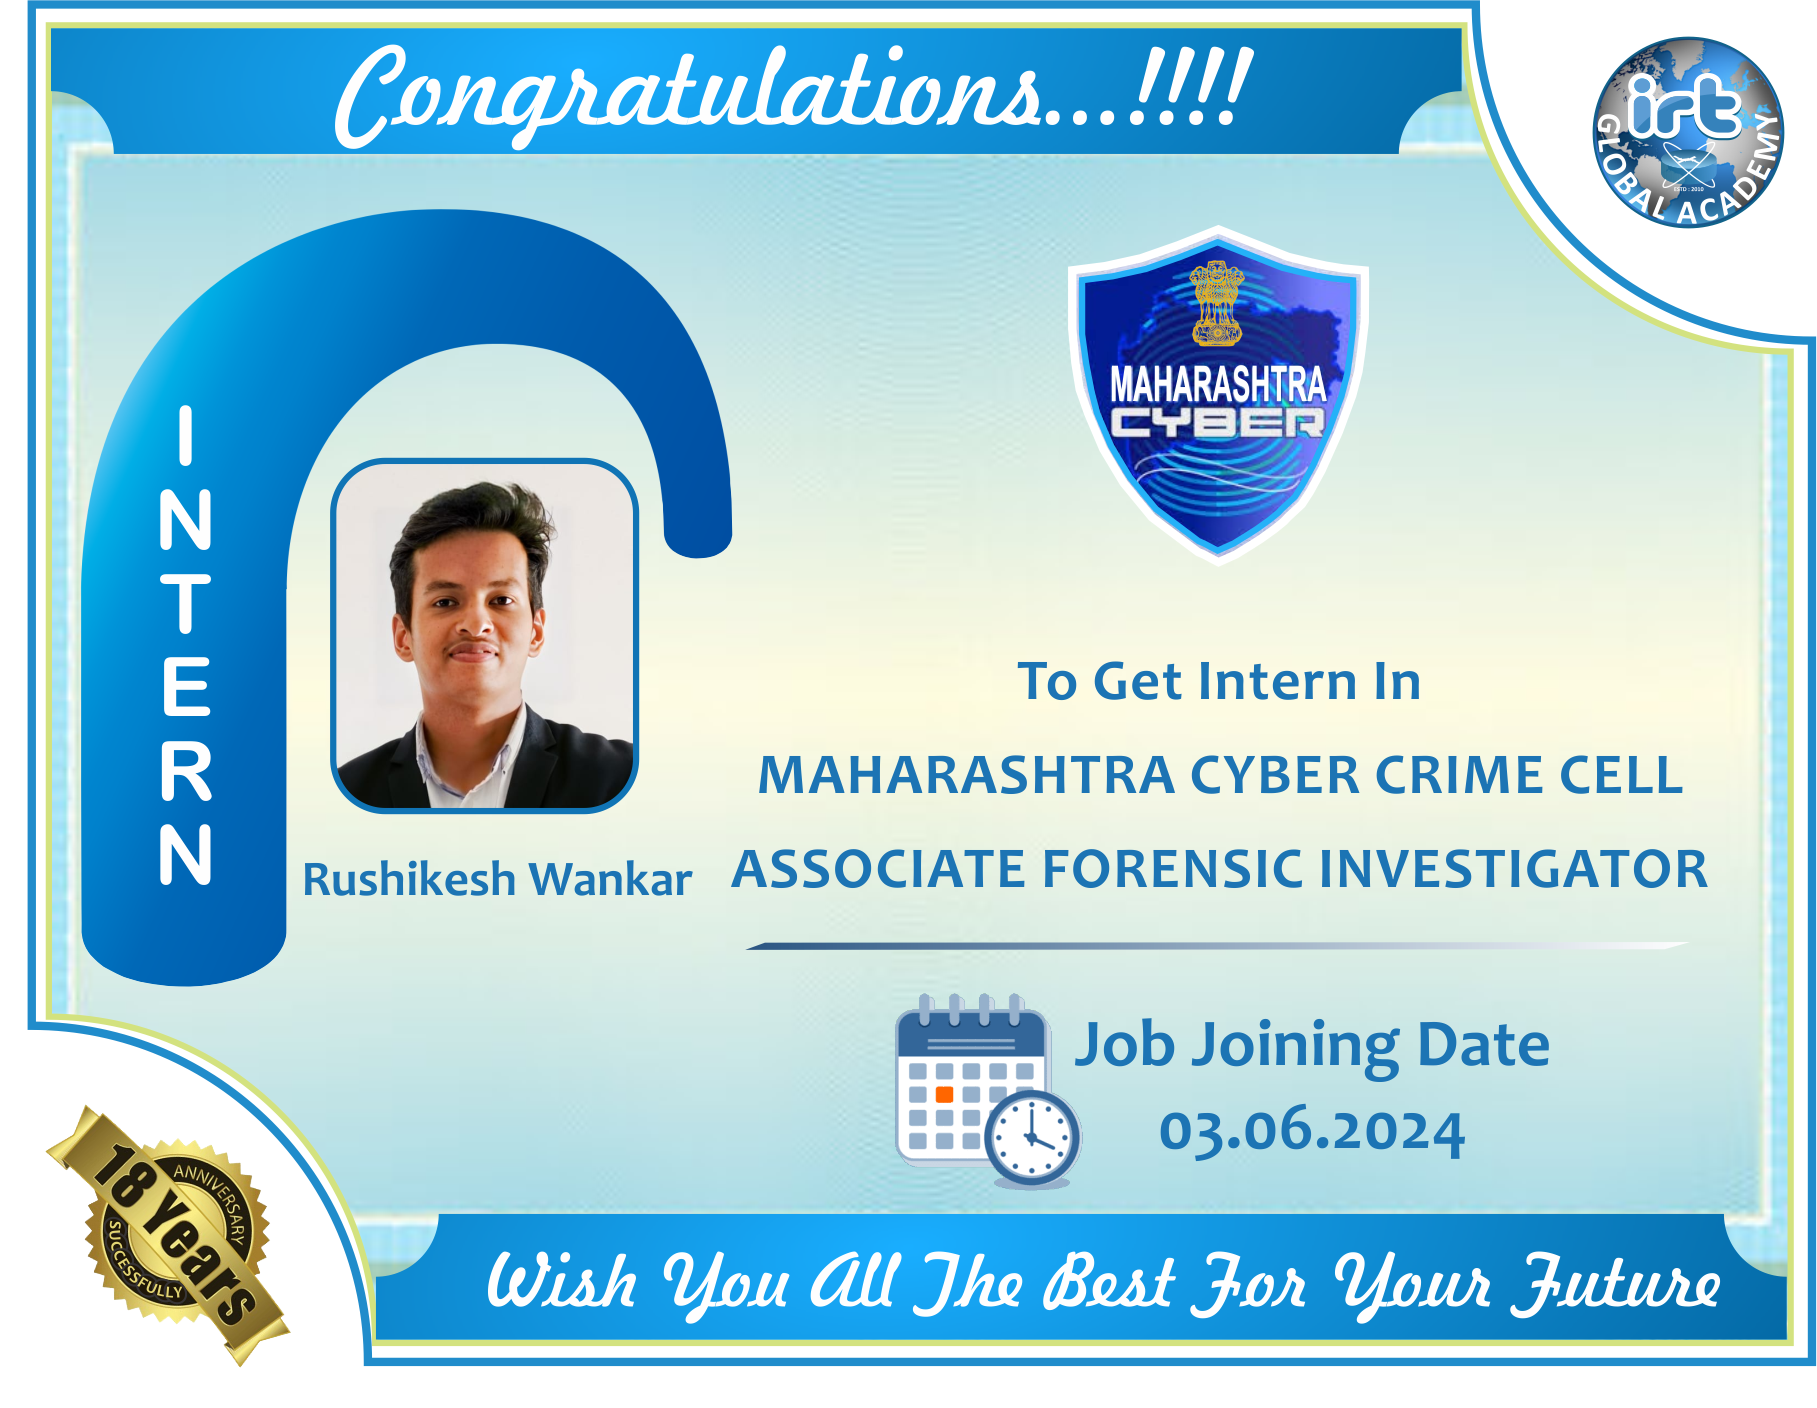 Congratulations...!!!!
irt
ESTD : 2010
GLOBAL ACADEMY
MAHARASHTRA
CYBER
INTERN
Rushikesh Wankar
To Get Intern In
MAHARASHTRA CYBER CRIME CELL
ASSOCIATE FORENSIC INVESTIGATOR
Job Joining Date
03.06.2024
ANNIVERSARY
18 Years
SUCCESSFULLY
Wish You All The Best For Your Future